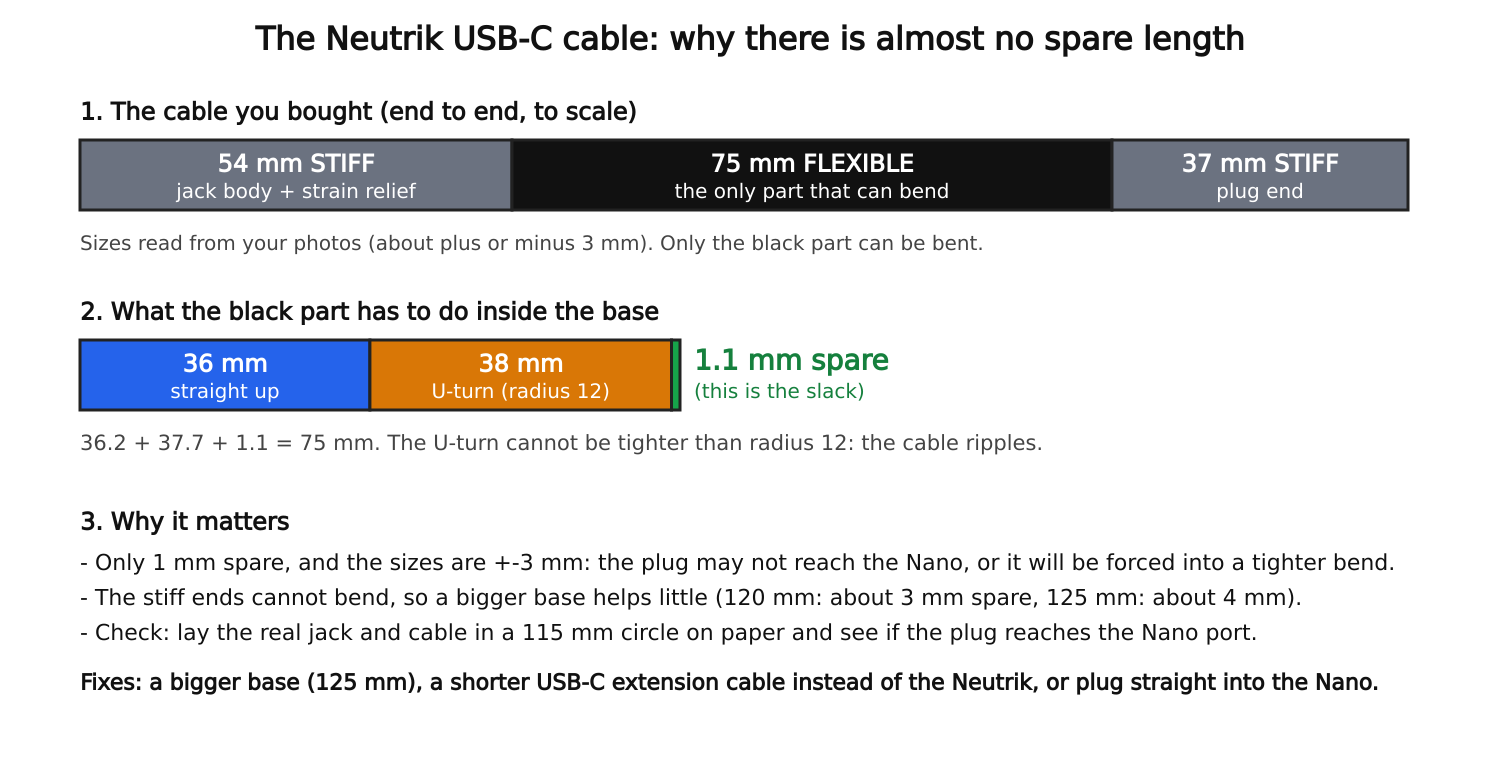 The Neutrik USB-C cable: why there is almost no spare length
1. The cable you bought (end to end, to scale)
54 mm STIFF
jack body + strain relief
75 mm FLEXIBLE
the only part that can bend
37 mm STIFF
plug end
Sizes read from your photos (about plus or minus 3 mm). Only the black part can be bent.
2. What the black part has to do inside the base
36 mm
straight up
38 mm
U-turn (radius 12)
1.1 mm spare
(this is the slack)
36.2 + 37.7 + 1.1 = 75 mm. The U-turn cannot be tighter than radius 12: the cable ripples.
3. Why it matters
- Only 1 mm spare, and the sizes are +-3 mm: the plug may not reach the Nano, or it will be forced into a tighter bend.
- The stiff ends cannot bend, so a bigger base helps little (120 mm: about 3 mm spare, 125 mm: about 4 mm).
- Check: lay the real jack and cable in a 115 mm circle on paper and see if the plug reaches the Nano port.
Fixes: a bigger base (125 mm), a shorter USB-C extension cable instead of the Neutrik, or plug straight into the Nano.